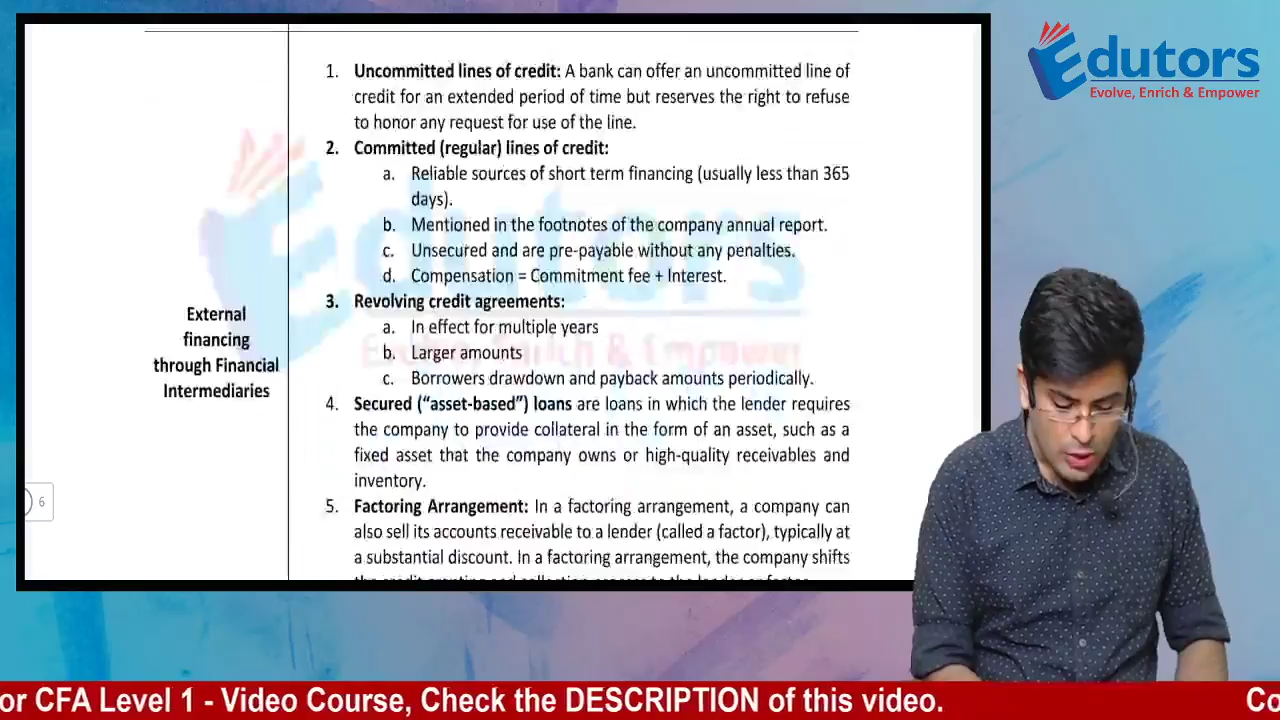 1. Uncommitted lines of credit: A bank can offer an uncommitted line of
credit for an extended period of time but reserves the right to refuse
to honor any request for use of the line.
2. Committed (regular) lines of credit:
a. Reliable sources of short term financing (usually less than 365
days).
b. Mentioned in the footnotes of the company annual report.
c. Unsecured and are pre-payable without any penalties.
d. Compensation = Commitment fee + Interest.
3. Revolving credit agreements:
a. In effect for multiple years
b. Larger amounts
c. Borrowers drawdown and payback amounts periodically.
4. Secured (“asset-based”) loans are loans in which the lender requires
the company to provide collateral in the form of an asset, such as a
fixed asset that the company owns or high-quality receivables and
inventory.
5. Factoring Arrangement: In a factoring arrangement, a company can
also sell its accounts receivable to a lender (called a factor), typically at
a substantial discount. In a factoring arrangement, the company shifts
External
financing
through Financial
Intermediaries
6
Edutors
Evolve, Enrich & Empower
Edutors
Evolve, Enrich & Empower
or CFA Level 1 - Video Course, Check the DESCRIPTION of this video.
Co